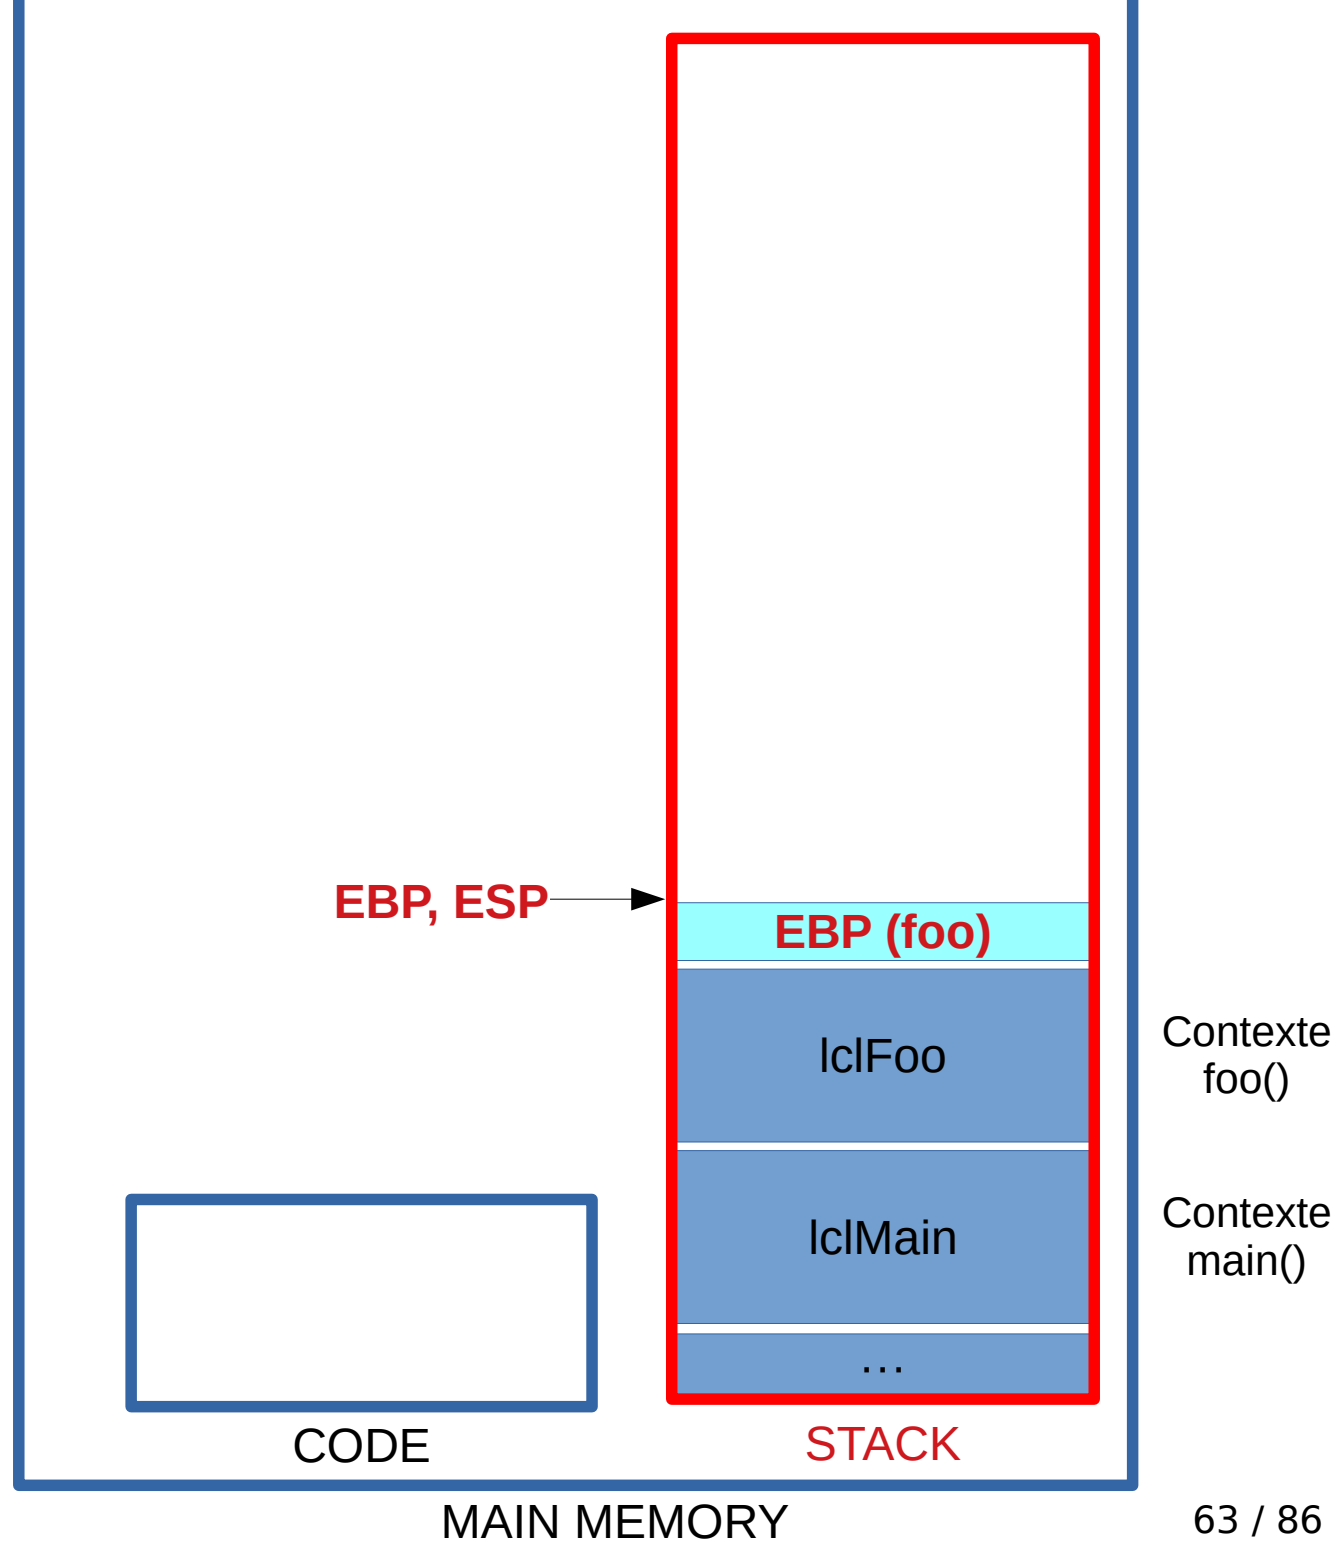 EBP, ESP
EBP (foo)
lclFoo
Contexte
foo()
lclMain
Contexte
main()
...
CODE
STACK
MAIN MEMORY
63 / 86